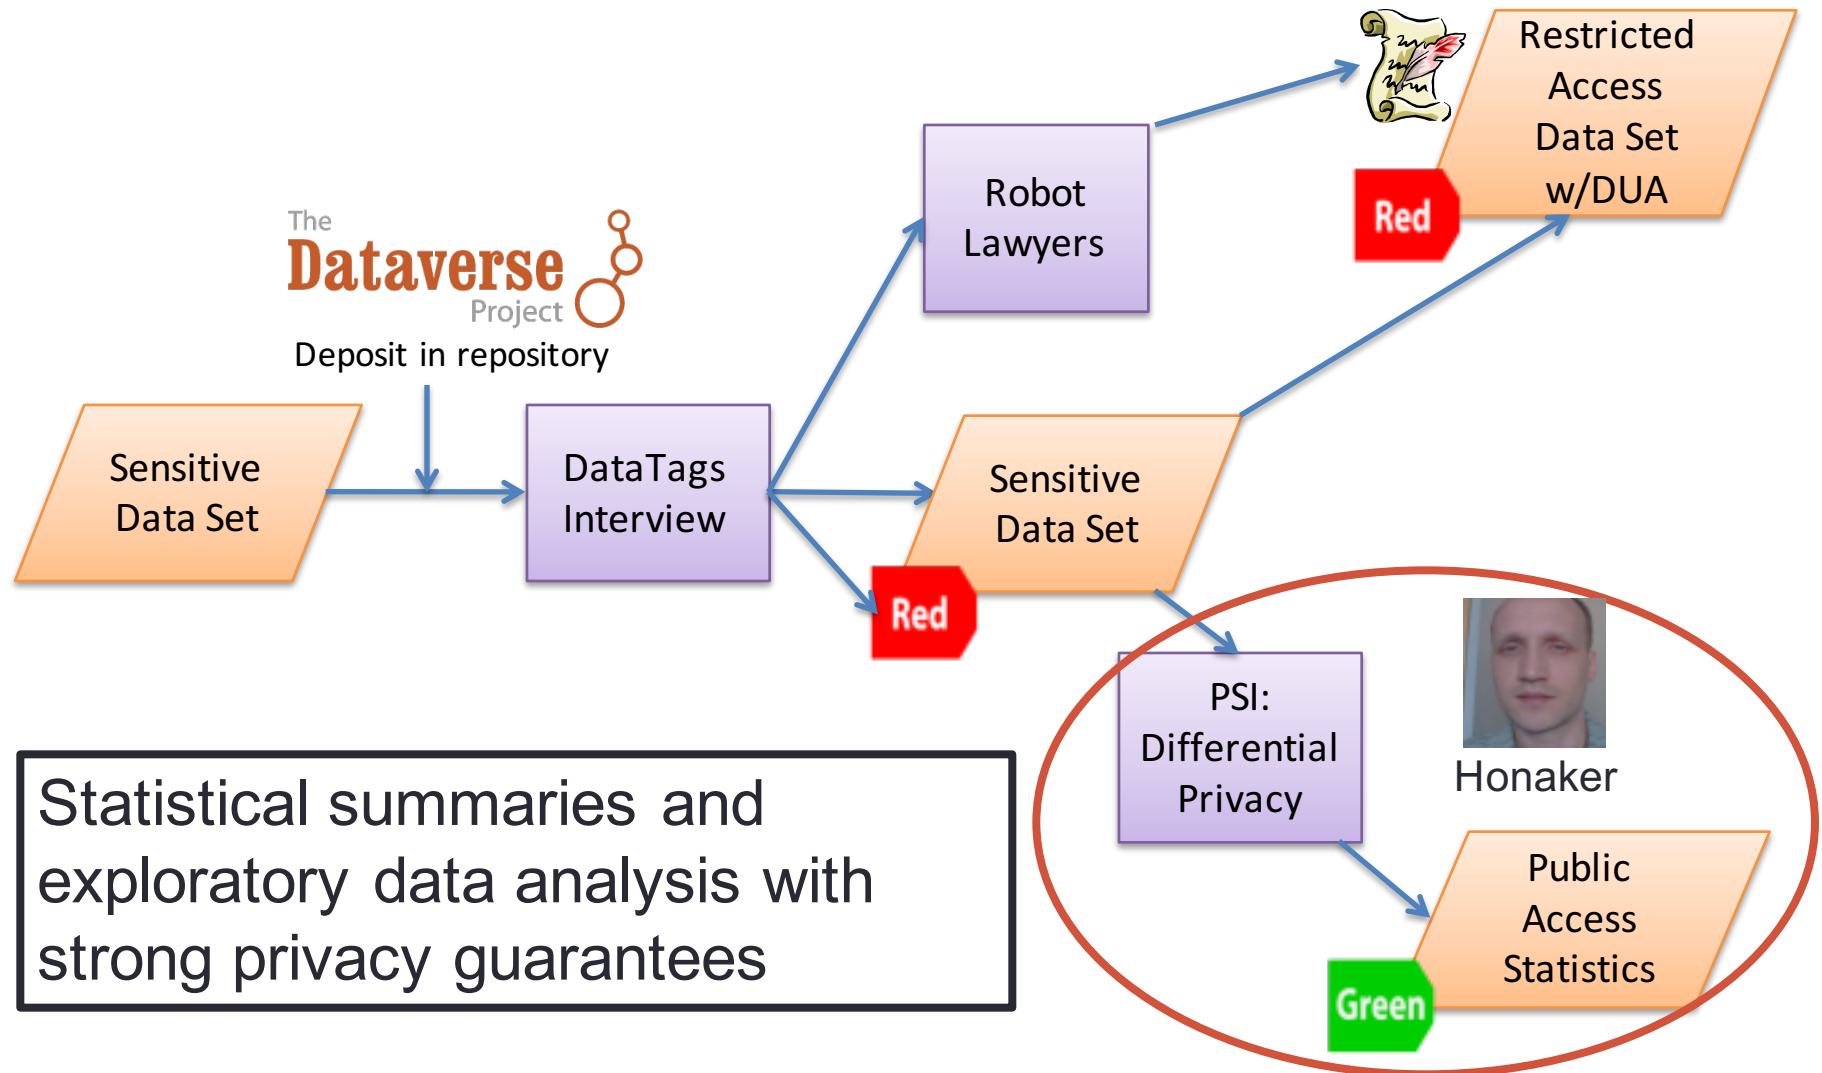 Restricted
Access
Data Set
w/DUA
Red
Robot
Lawyers
The
Dataverse
Project
Deposit in repository
Sensitive
Data Set
DataTags
Interview
Sensitive
Data Set
Red
PSI:
Differential
Privacy
Honaker
Public
Access
Statistics
Green
Statistical summaries and
exploratory data analysis with
strong privacy guarantees